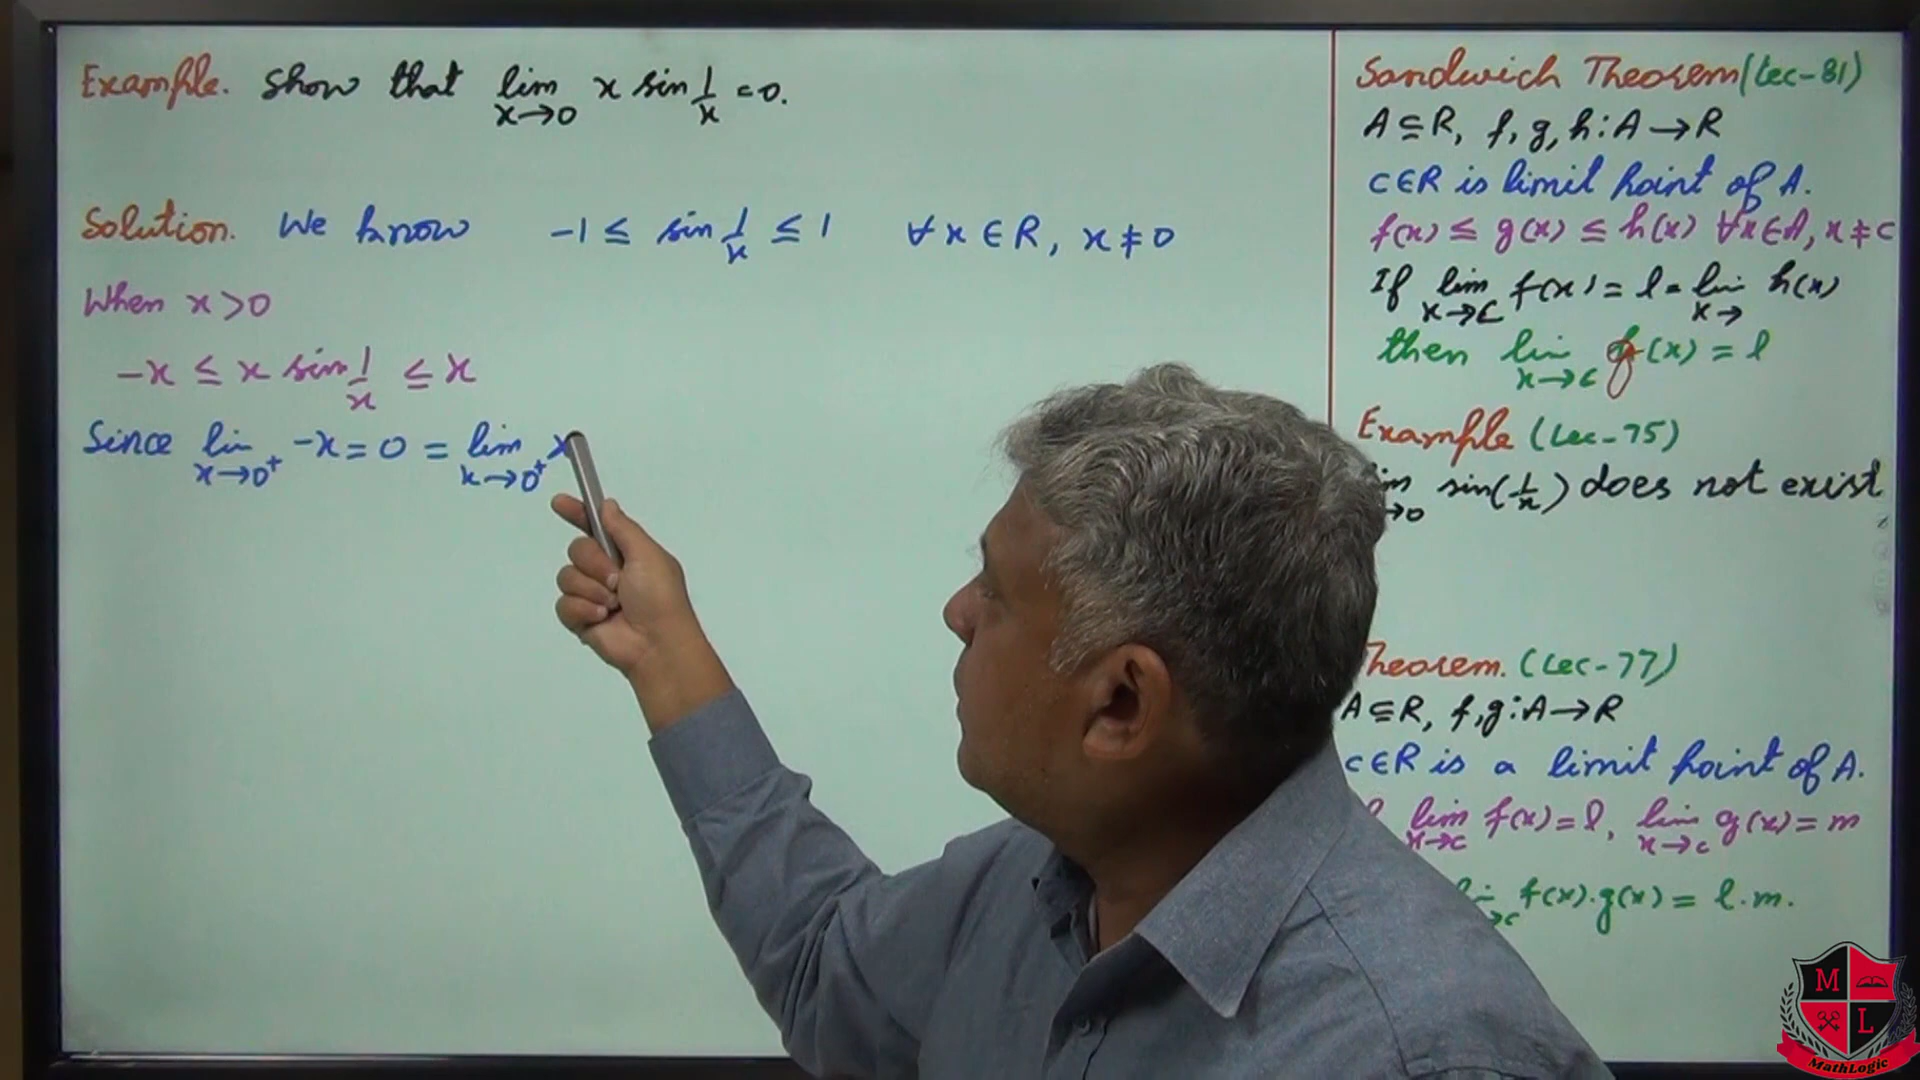 Example. Show that lim x→0 x sin 1/x = 0.
Solution. We know -1 ≤ sin 1/x ≤ 1 ∀ x ∈ R, x ≠ 0
When x > 0
-x ≤ x sin 1/x ≤ x
Since lim x→0⁺ -x = 0 = lim x→0⁺ x
Sandwich Theorem (Lec-81)
A ⊆ R, f, g, h : A → R
c ∈ R is limit point of A.
f(x) ≤ g(x) ≤ h(x) ∀x∈A, x ≠ c
If lim x→c f(x) = l = lim x→ h(x)
then lim x→c g(x) = l
Example (Lec-75)
sin(1/x) does not exist
Theorem. (Lec-77)
A ⊆ R, f, g : A → R
c ∈ R is a limit point of A.
lim x→c f(x) = l, lim x→c g(x) = m
f(x).g(x) = l.m.
M L
MathLogic